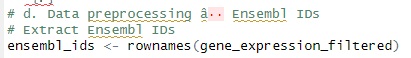 # d. Data preprocessing â·· Ensembl IDs
# Extract Ensembl IDs
ensembl_ids <- rownames(gene_expression_filtered)